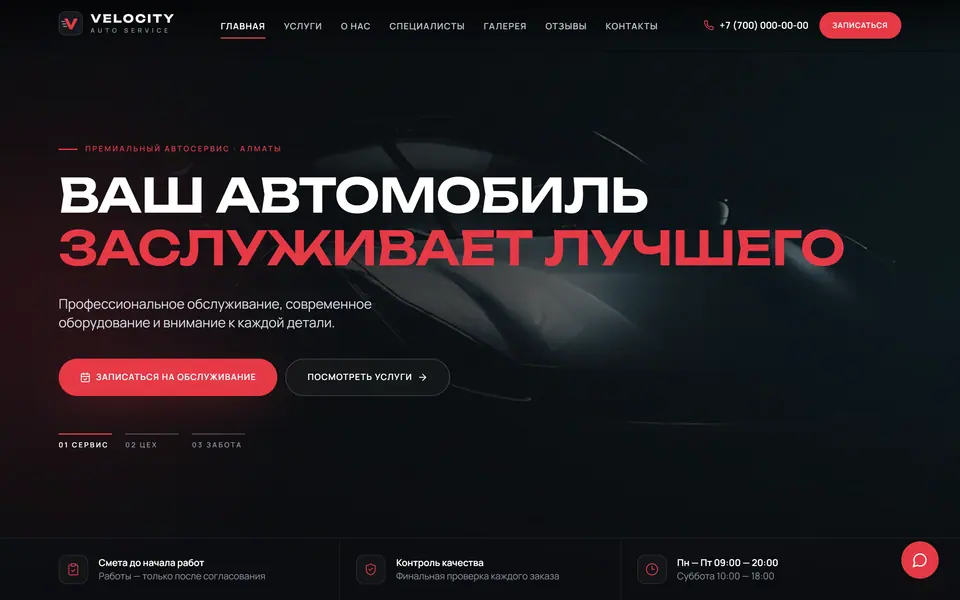 VELOCITY
AUTO SERVICE
ГЛАВНАЯ УСЛУГИ О НАС СПЕЦИАЛИСТЫ ГАЛЕРЕЯ ОТЗЫВЫ КОНТАКТЫ
+7 (700) 000-00-00
ЗАПИСАТЬСЯ
ПРЕМИАЛЬНЫЙ АВТОСЕРВИС · АЛМАТЫ
ВАШ АВТОМОБИЛЬ
ЗАСЛУЖИВАЕТ ЛУЧШЕГО
Профессиональное обслуживание, современное
оборудование и внимание к каждой детали.
ЗАПИСАТЬСЯ НА ОБСЛУЖИВАНИЕ
ПОСМОТРЕТЬ УСЛУГИ →
01 СЕРВИС 02 ЦЕХ 03 ЗАБОТА
Смета до начала работ
Работы — только после согласования
Контроль качества
Финальная проверка каждого заказа
Пн — Пт 09:00 — 20:00
Суббота 10:00 — 18:00